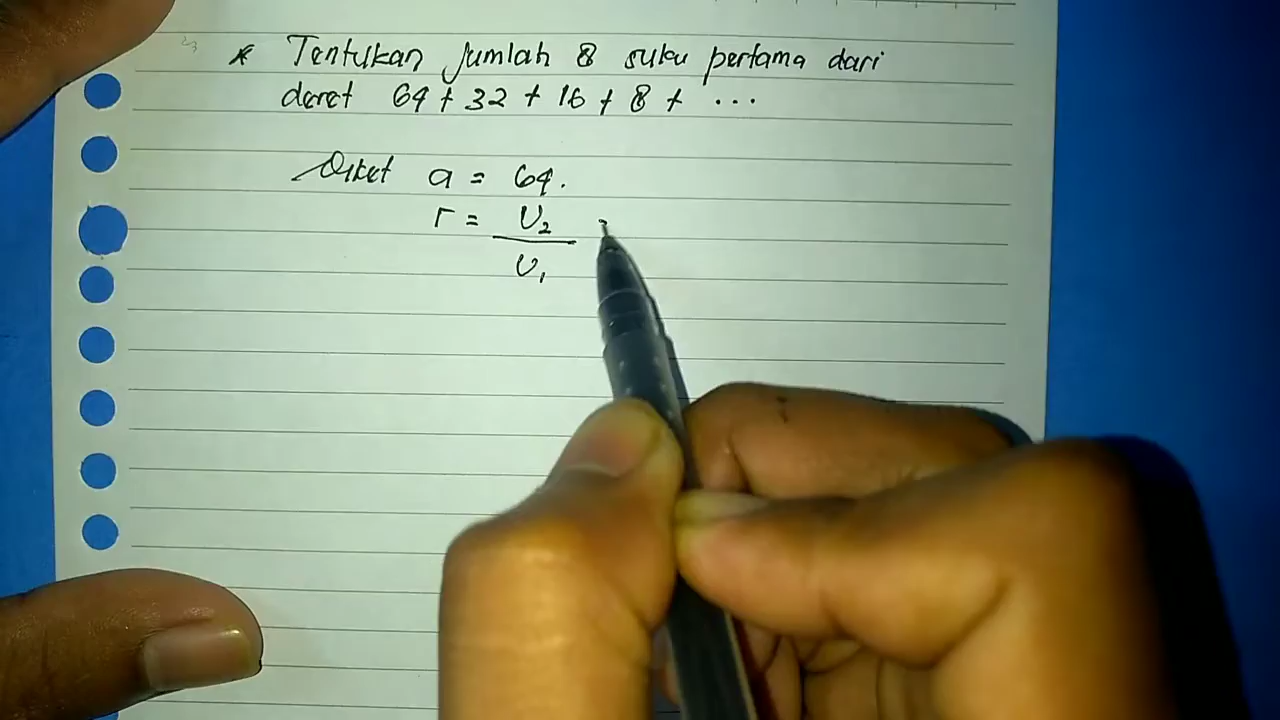 * Tentukan jumlah 8 suku pertama dari
deret 64 + 32 + 16 + 8 + ...
Diket a = 64.
r = U₂
U₁